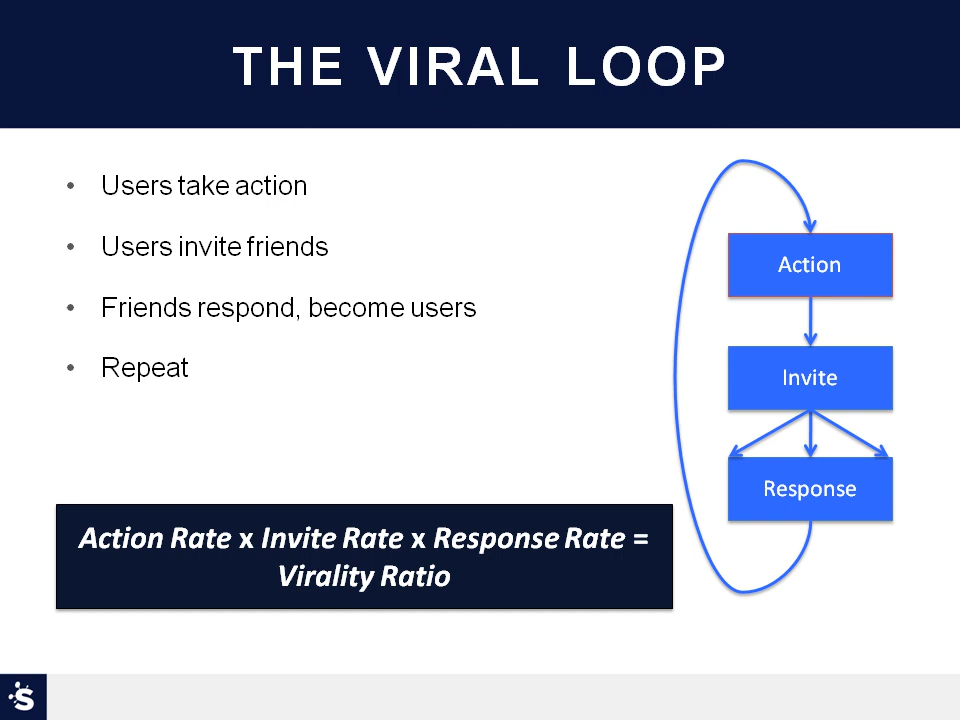 THE VIRAL LOOP
• Users take action
• Users invite friends
• Friends respond, become users
• Repeat
Action
Invite
Response
Action Rate x Invite Rate x Response Rate =
Virality Ratio
S